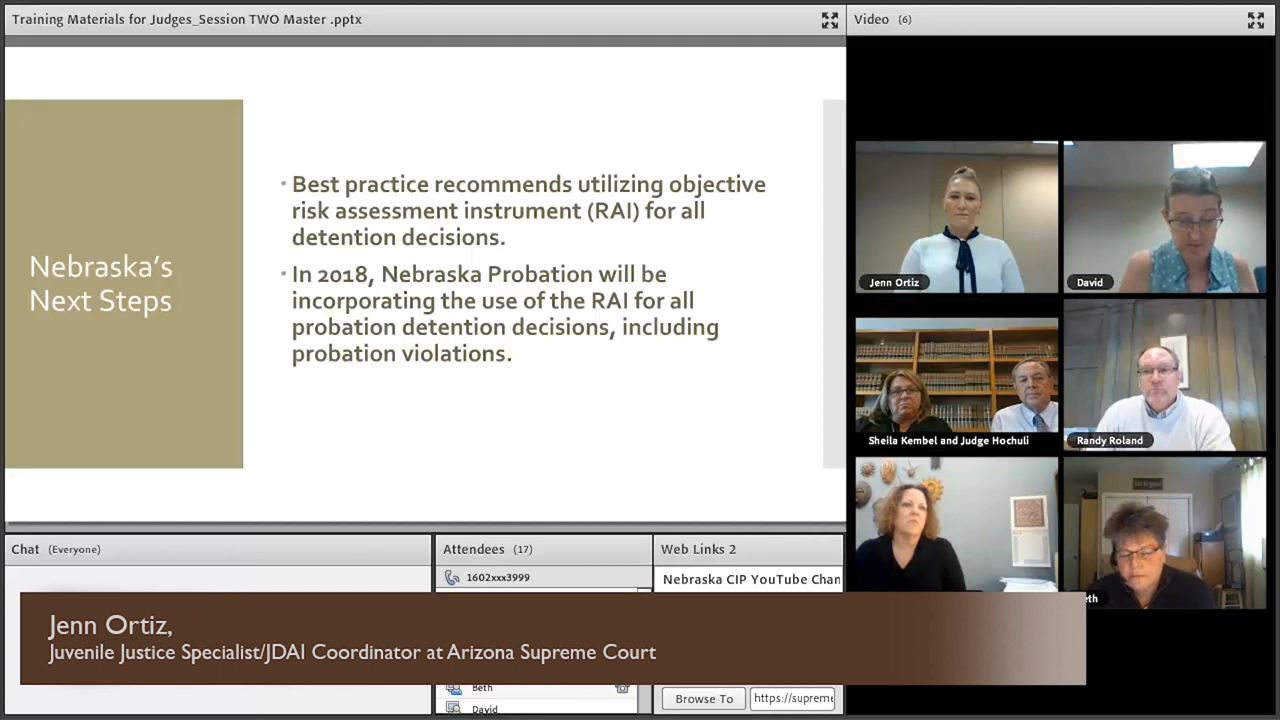 Training Materials for Judges_Session TWO Master .pptx
Video (6)
Nebraska's
Next Steps
• Best practice recommends utilizing objective
risk assessment instrument (RAI) for all
detention decisions.
• In 2018, Nebraska Probation will be
incorporating the use of the RAI for all
probation detention decisions, including
probation violations.
Jenn Ortiz
David
Sheila Kembel and Judge Hochuli
Randy Roland
eth
Chat (Everyone)
Attendees (17)
1602xxx3999
Beth
David
Web Links 2
Nebraska CIP YouTube Chan
Browse To
https://supreme
Jenn Ortiz,
Juvenile Justice Specialist/JDAI Coordinator at Arizona Supreme Court